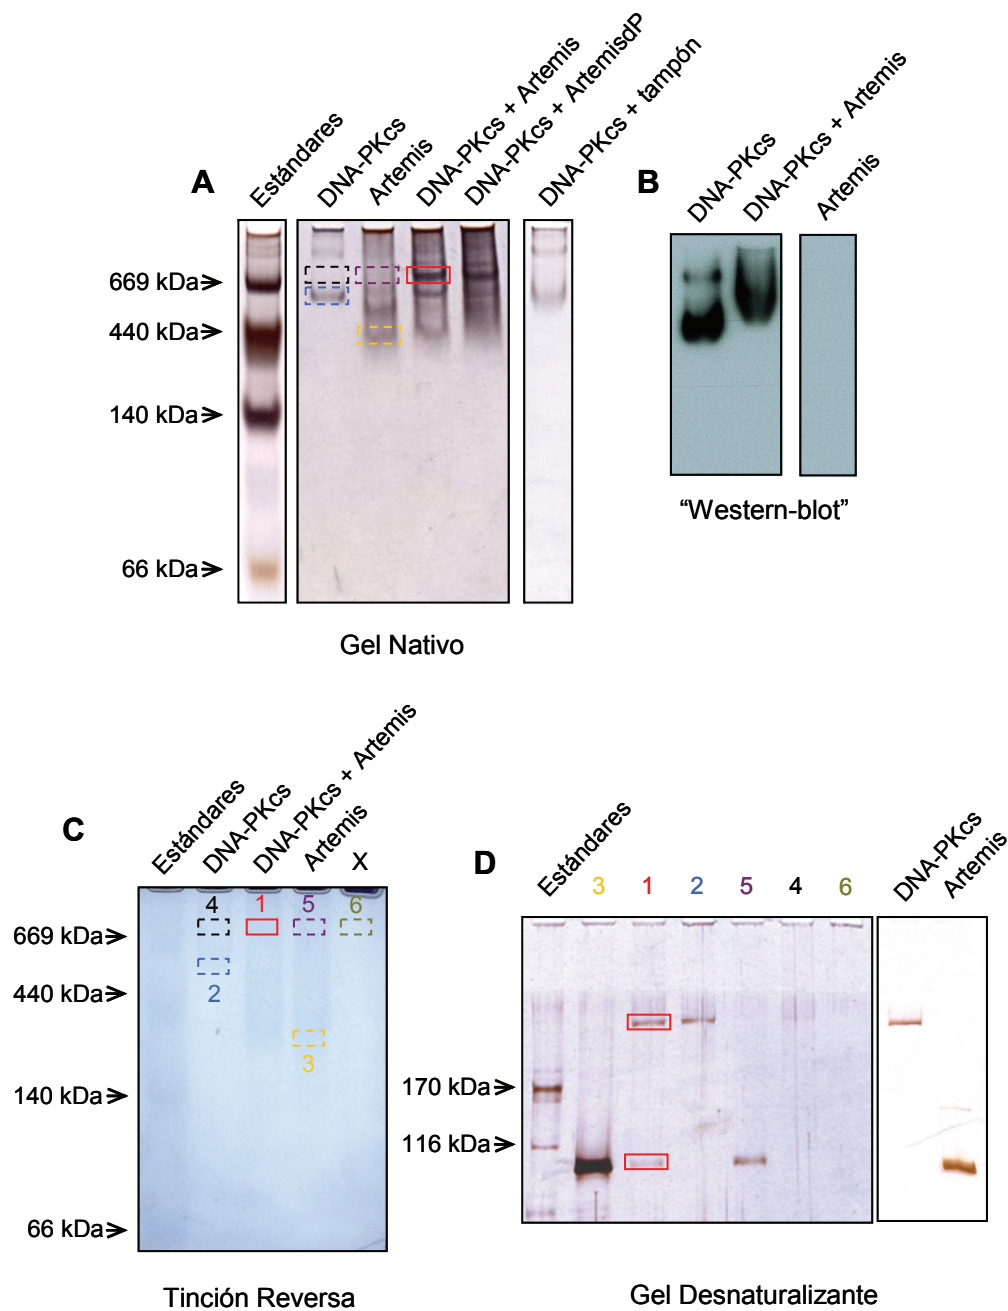 A
Estándares
DNA-PKcs
Artemis
DNA-PKcs + Artemis
DNA-PKcs + ArtemisdP
DNA-PKcs + tampón
669 kDa
440 kDa
140 kDa
66 kDa
Gel Nativo
B
DNA-PKcs
DNA-PKcs + Artemis
Artemis
“Western-blot”
C
Estándares
DNA-PKcs
DNA-PKcs + Artemis
Artemis
X
4 1 5 6
2
3
669 kDa
440 kDa
140 kDa
66 kDa
Tinción Reversa
D
Estándares
3 1 2 5 4 6
DNA-PKcs
Artemis
170 kDa
116 kDa
Gel Desnaturalizante